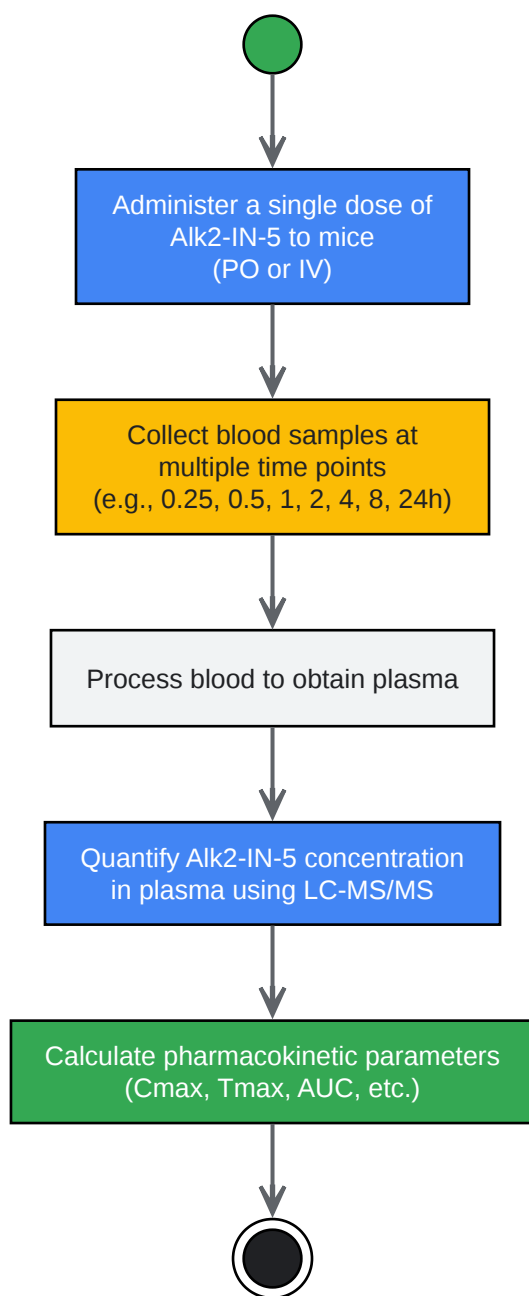 Administer a single dose of
Alk2-IN-5 to mice
(PO or IV)
Collect blood samples at
multiple time points
(e.g., 0.25, 0.5, 1, 2, 4, 8, 24h)
Process blood to obtain plasma
Quantify Alk2-IN-5 concentration
in plasma using LC-MS/MS
Calculate pharmacokinetic parameters
(Cmax, Tmax, AUC, etc.)